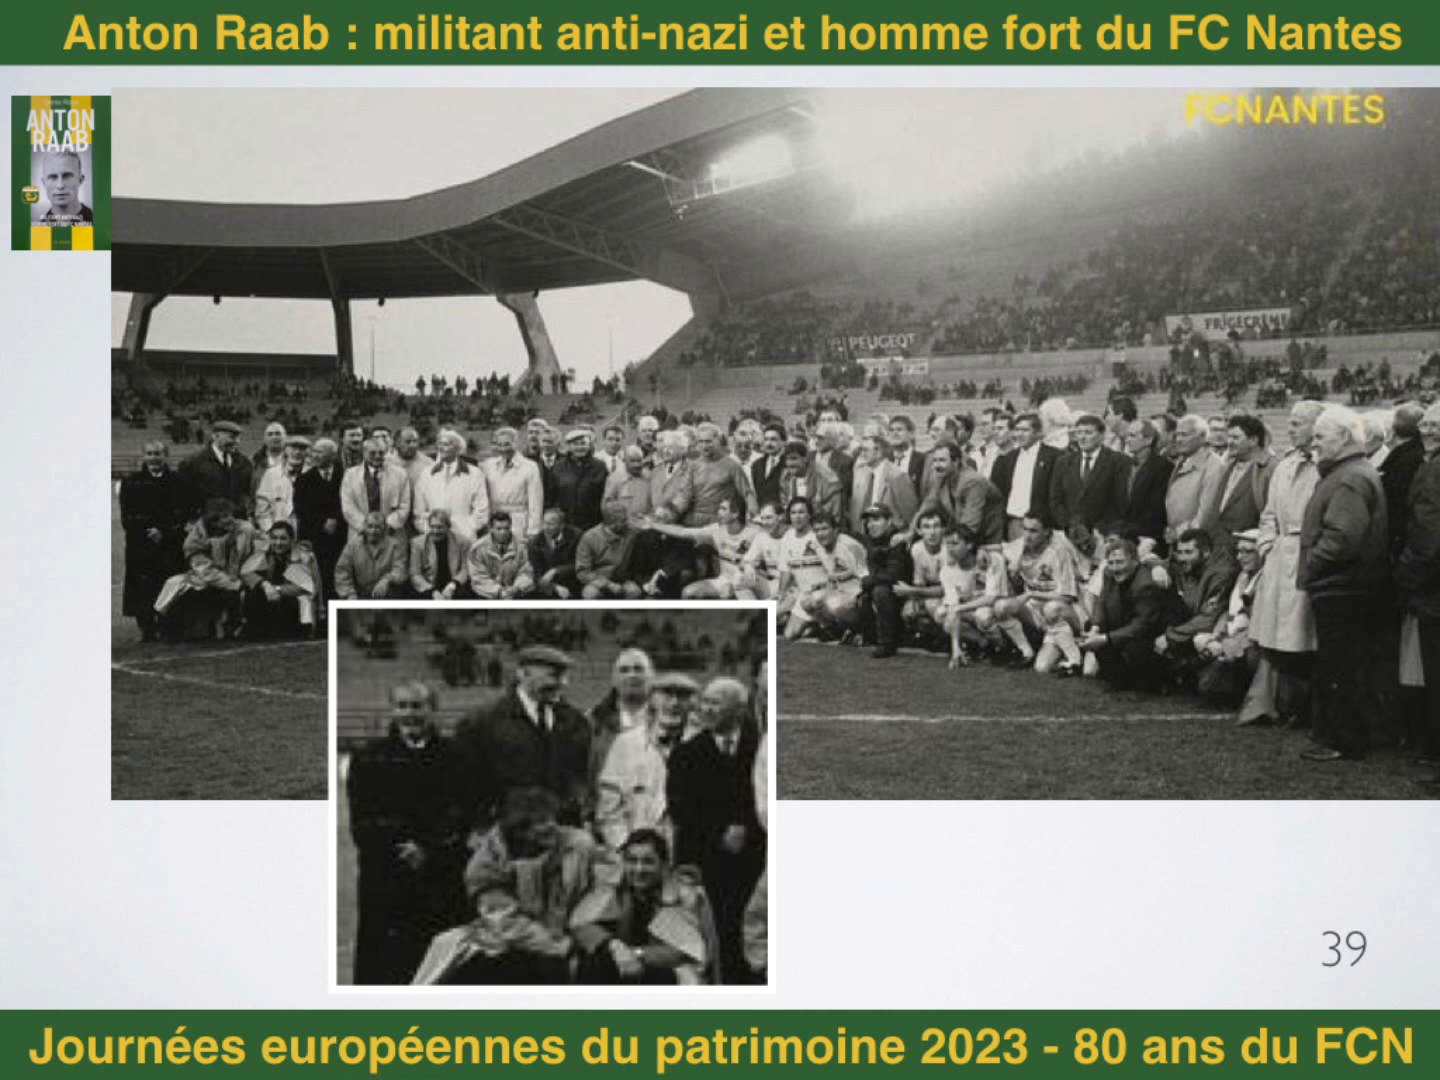 Anton Raab : militant anti-nazi et homme fort du FC Nantes
ANTON
RAAB
FCNANTES
PEUGEOT
FRIGECRÈME
39
Journées européennes du patrimoine 2023 - 80 ans du FCN